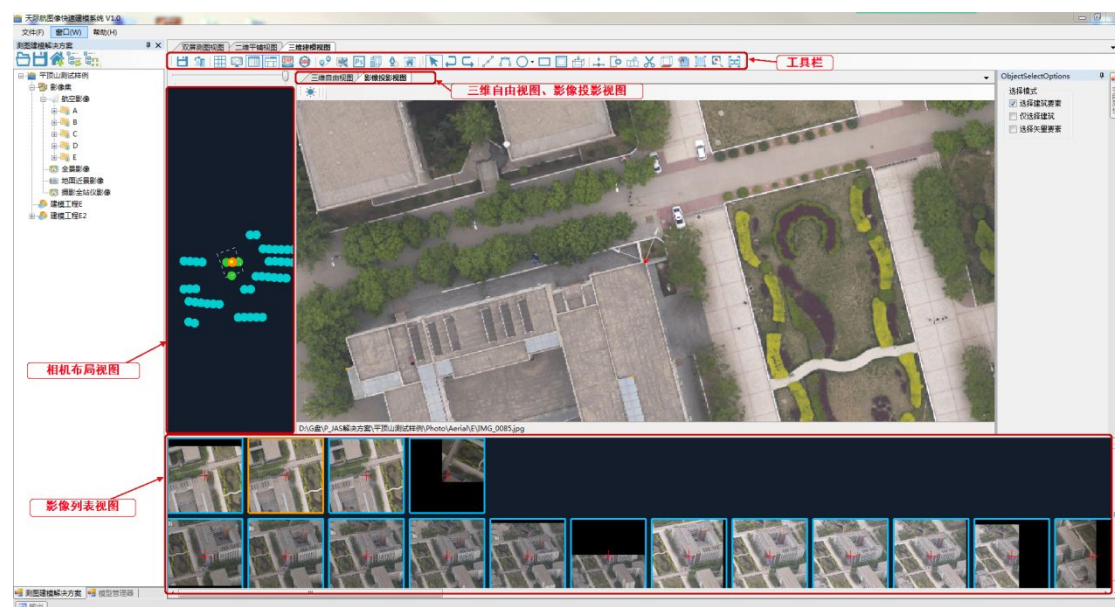 天际航图像快速建模系统 V1.0
文件(F) 窗口(W) 帮助(H)
测图建模解决方案
双屏测图视图 二维平铺视图 三维建模视图
工具栏
三维自由视图 影像投影视图
三维自由视图、影像投影视图
ObjectSelectOptions
选择模式
选择建筑要素
仅选择建筑
选择矢量要素
平顶山测试样例
影像集
航空影像
A
B
C
D
E
全景影像
地面近景影像
摄影全站仪影像
建模工程E
建模工程E2
相机布局视图
D:\G盘\P_JAS解决方案\平顶山测试样例\Photo\Aerial\E\IMG_0085.jpg
影像列表视图
测图建模解决方案 模型管理器